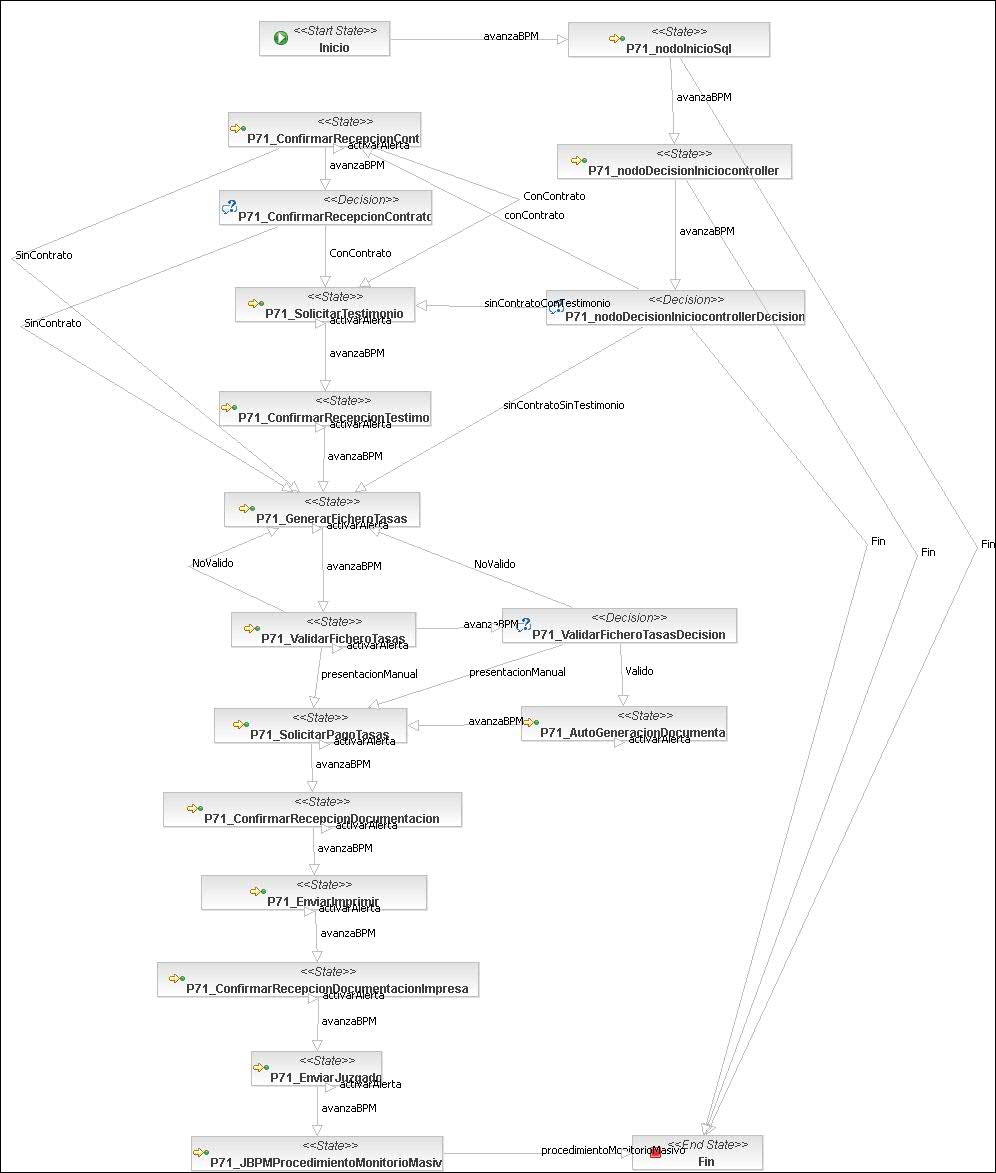 <<Start State>>
Inicio
avanzaBPM
<<State>>
P71_nodoInicioSql
avanzaBPM
<<State>>
P71_ConfirmarRecepcionCont
activarAlerta
avanzaBPM
<<State>>
P71_nodoDecisionIniciocontroller
ConContrato
conContrato
<<Decision>>
P71_ConfirmarRecepcionContrato
avanzaBPM
SinContrato
ConContrato
<<State>>
P71_SolicitarTestimonio
activarAlerta
sinContratoConTestimonio
<<Decision>>
P71_nodoDecisionIniciocontrollerDecision
SinContrato
avanzaBPM
<<State>>
P71_ConfirmarRecepcionTestimo
activarAlerta
sinContratoSinTestimonio
avanzaBPM
<<State>>
P71_GenerarFicheroTasas
activarAlerta
Fin
Fin
Fin
NoValido
avanzaBPM
NoValido
<<State>>
P71_ValidarFicheroTasas
activarAlerta
avanzaBPM
<<Decision>>
P71_ValidarFicheroTasasDecision
presentacionManual
presentacionManual
Valido
<<State>>
P71_SolicitarPagoTasas
activarAlerta
avanzaBPM
<<State>>
P71_AutoGeneracionDocumenta
activarAlerta
avanzaBPM
<<State>>
P71_ConfirmarRecepcionDocumentacion
activarAlerta
avanzaBPM
<<State>>
P71_EnviarImprimir
activarAlerta
avanzaBPM
<<State>>
P71_ConfirmarRecepcionDocumentacionImpresa
activarAlerta
avanzaBPM
<<State>>
P71_EnviarJuzgado
activarAlerta
avanzaBPM
<<State>>
P71_JBPMProcedimientoMonitorioMasiv
procedimientoMonitorioMasivo
<<End State>>
Fin